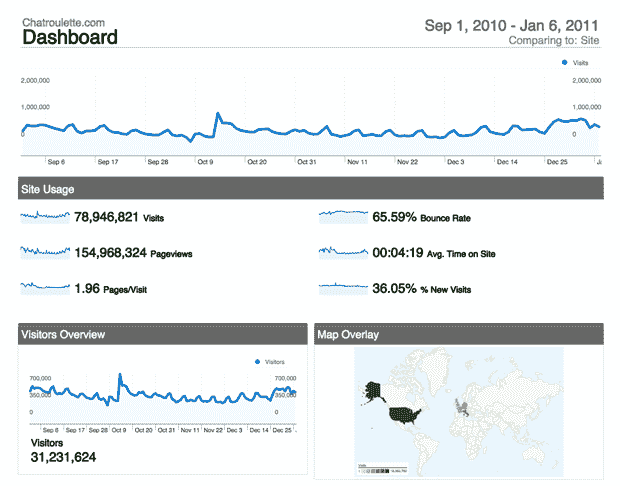 Chatroulette.com
Dashboard
Sep 1, 2010 - Jan 6, 2011
Comparing to: Site
Visits
2,000,000 2,000,000
1,000,000 1,000,000
0 0
Sep 6 Sep 17 Sep 28 Oct 9 Oct 20 Oct 31 Nov 11 Nov 22 Dec 3 Dec 14 Dec 25
Site Usage
78,946,821 Visits
65.59% Bounce Rate
154,968,324 Pageviews
00:04:19 Avg. Time on Site
1.96 Pages/Visit
36.05% % New Visits
Visitors Overview
Visitors
700,000 700,000
350,000 350,000
0 0
Sep 8 Sep 17 Sep 28 Oct 9 Oct 20 Oct 31 Nov 11 Nov 22 Dec 3 Dec 14 Dec 25
Visitors
31,231,624
Map Overlay
Visits